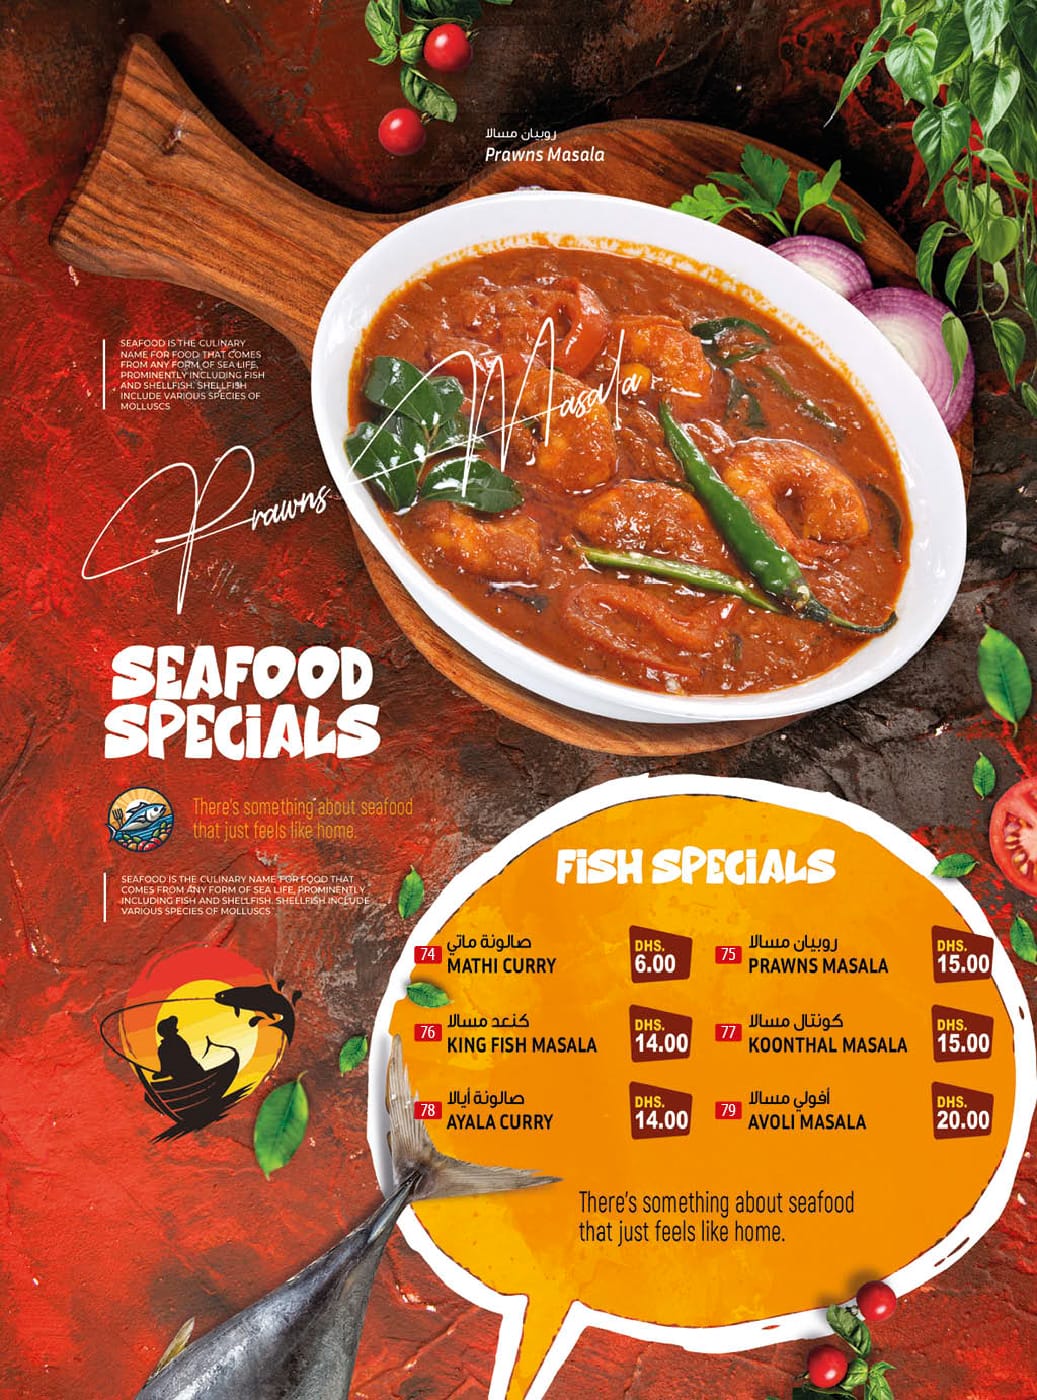 روبيان مسالا
Prawns Masala
SEAFOOD IS THE CULINARY
NAME FOR FOOD THAT COMES
FROM ANY FORM OF SEA LIFE,
PROMINENTLY INCLUDING FISH
AND SHELLFISH. SHELLFISH
INCLUDE VARIOUS SPECIES OF
MOLLUSCS
Prawns Masala
SEAFOOD
SPECIALS
There's something about seafood
that just feels like home.
SEAFOOD IS THE CULINARY NAME FOR FOOD THAT
COMES FROM ANY FORM OF SEA LIFE, PROMINENTLY
INCLUDING FISH AND SHELLFISH. SHELLFISH INCLUDE
VARIOUS SPECIES OF MOLLUSCS
FISH SPECIALS
74 صالونة ماتي
MATHI CURRY
DHS.
6.00
75 روبيان مسالا
PRAWNS MASALA
DHS.
15.00
76 كنعد مسالا
KING FISH MASALA
DHS.
14.00
77 كونتال مسالا
KOONTHAL MASALA
DHS.
15.00
78 صالونة أيالا
AYALA CURRY
DHS.
14.00
79 أفولي مسالا
AVOLI MASALA
DHS.
20.00
There's something about seafood
that just feels like home.